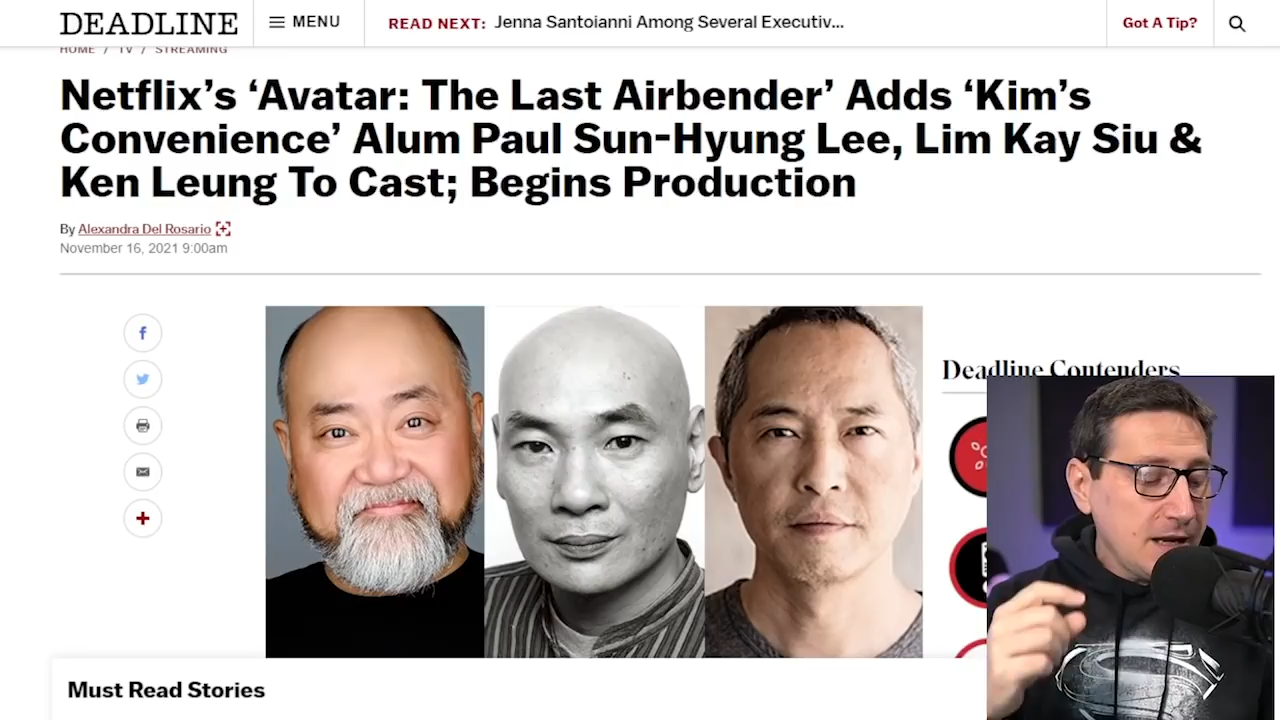 DEADLINE
MENU
READ NEXT: Jenna Santoianni Among Several Executiv...
Got A Tip?
HOME / TV / STREAMING
Netflix’s ‘Avatar: The Last Airbender’ Adds ‘Kim’s
Convenience’ Alum Paul Sun-Hyung Lee, Lim Kay Siu &
Ken Leung To Cast; Begins Production
By Alexandra Del Rosario
November 16, 2021 9:00am
Deadline Contenders
Must Read Stories